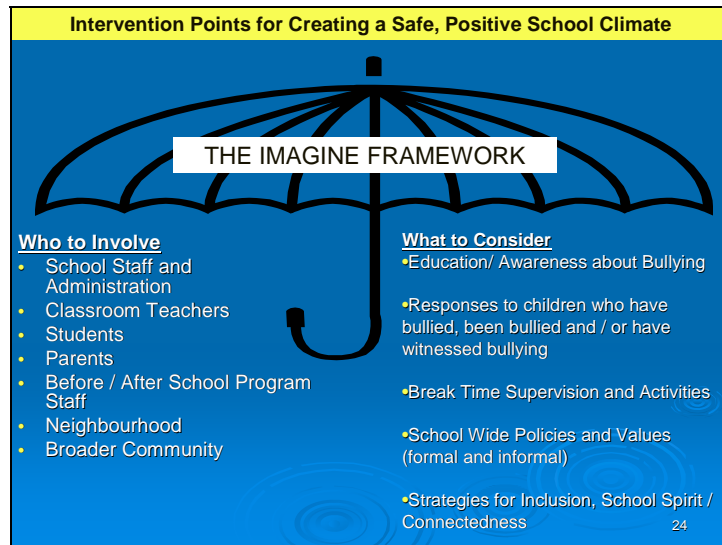 Intervention Points for Creating a Safe, Positive School Climate
THE IMAGINE FRAMEWORK
Who to Involve
• School Staff and
Administration
• Classroom Teachers
• Students
• Parents
• Before / After School Program
Staff
• Neighbourhood
• Broader Community
What to Consider
•Education/ Awareness about Bullying
•Responses to children who have
bullied, been bullied and / or have
witnessed bullying
•Break Time Supervision and Activities
•School Wide Policies and Values
(formal and informal)
•Strategies for Inclusion, School Spirit /
Connectedness
24